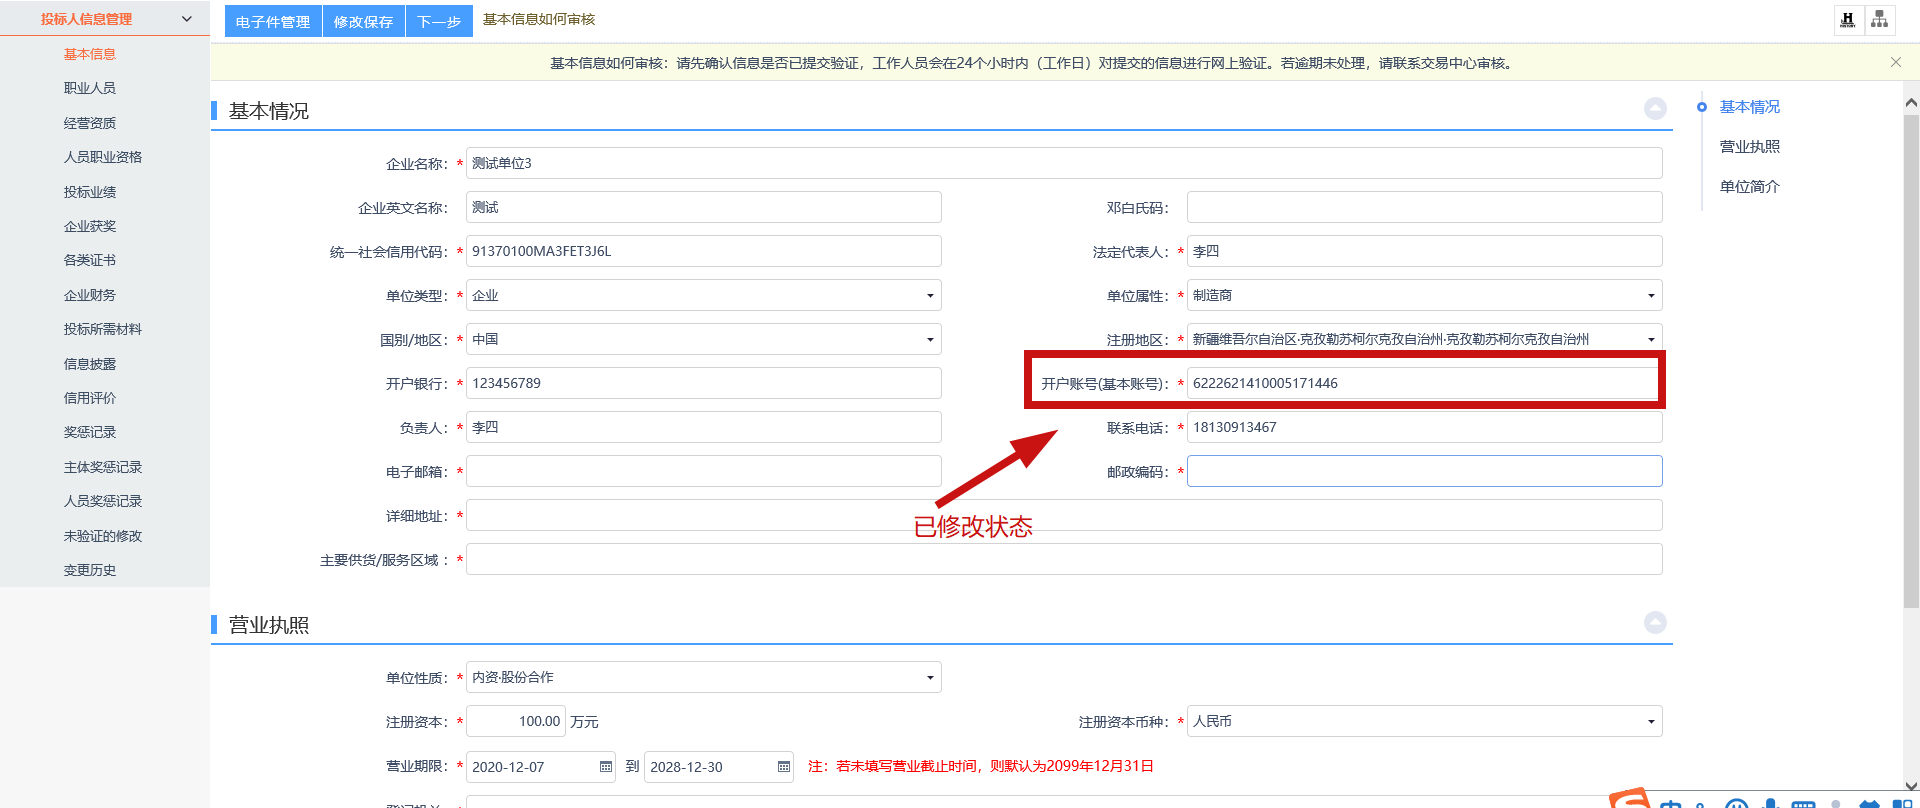 投标人信息管理
基本信息
职业人员
经营资质
人员职业资格
投标业绩
企业获奖
各类证书
企业财务
投标所需材料
信息披露
信用评价
奖惩记录
主体奖惩记录
人员奖惩记录
未验证的修改
变更历史
电子件管理 修改保存 下一步 基本信息如何审核
基本信息如何审核：请先确认信息是否已提交验证，工作人员会在24个小时内（工作日）对提交的信息进行网上验证。若逾期未处理，请联系交易中心审核。
基本情况
企业名称：* 测试单位3
企业英文名称： 测试 邓白氏码：
统一社会信用代码：* 91370100MA3FET3J6L 法定代表人：* 李四
单位类型：* 企业 单位属性：* 制造商
国别/地区：* 中国 注册地区：* 新疆维吾尔自治区·克孜勒苏柯尔克孜自治州·克孜勒苏柯尔克孜自治州
开户银行：* 123456789 开户账号(基本账号)：* 6222621410005171446
负责人：* 李四 联系电话：* 18130913467
电子邮箱：* 邮政编码：*
详细地址：*
已修改状态
主要供货/服务区域：*
营业执照
单位性质：* 内资·股份合作
注册资本：* 100.00 万元 注册资本币种：* 人民币
营业期限：* 2020-12-07 到 2028-12-30 注：若未填写营业截止时间，则默认为2099年12月31日
基本情况
营业执照
单位简介